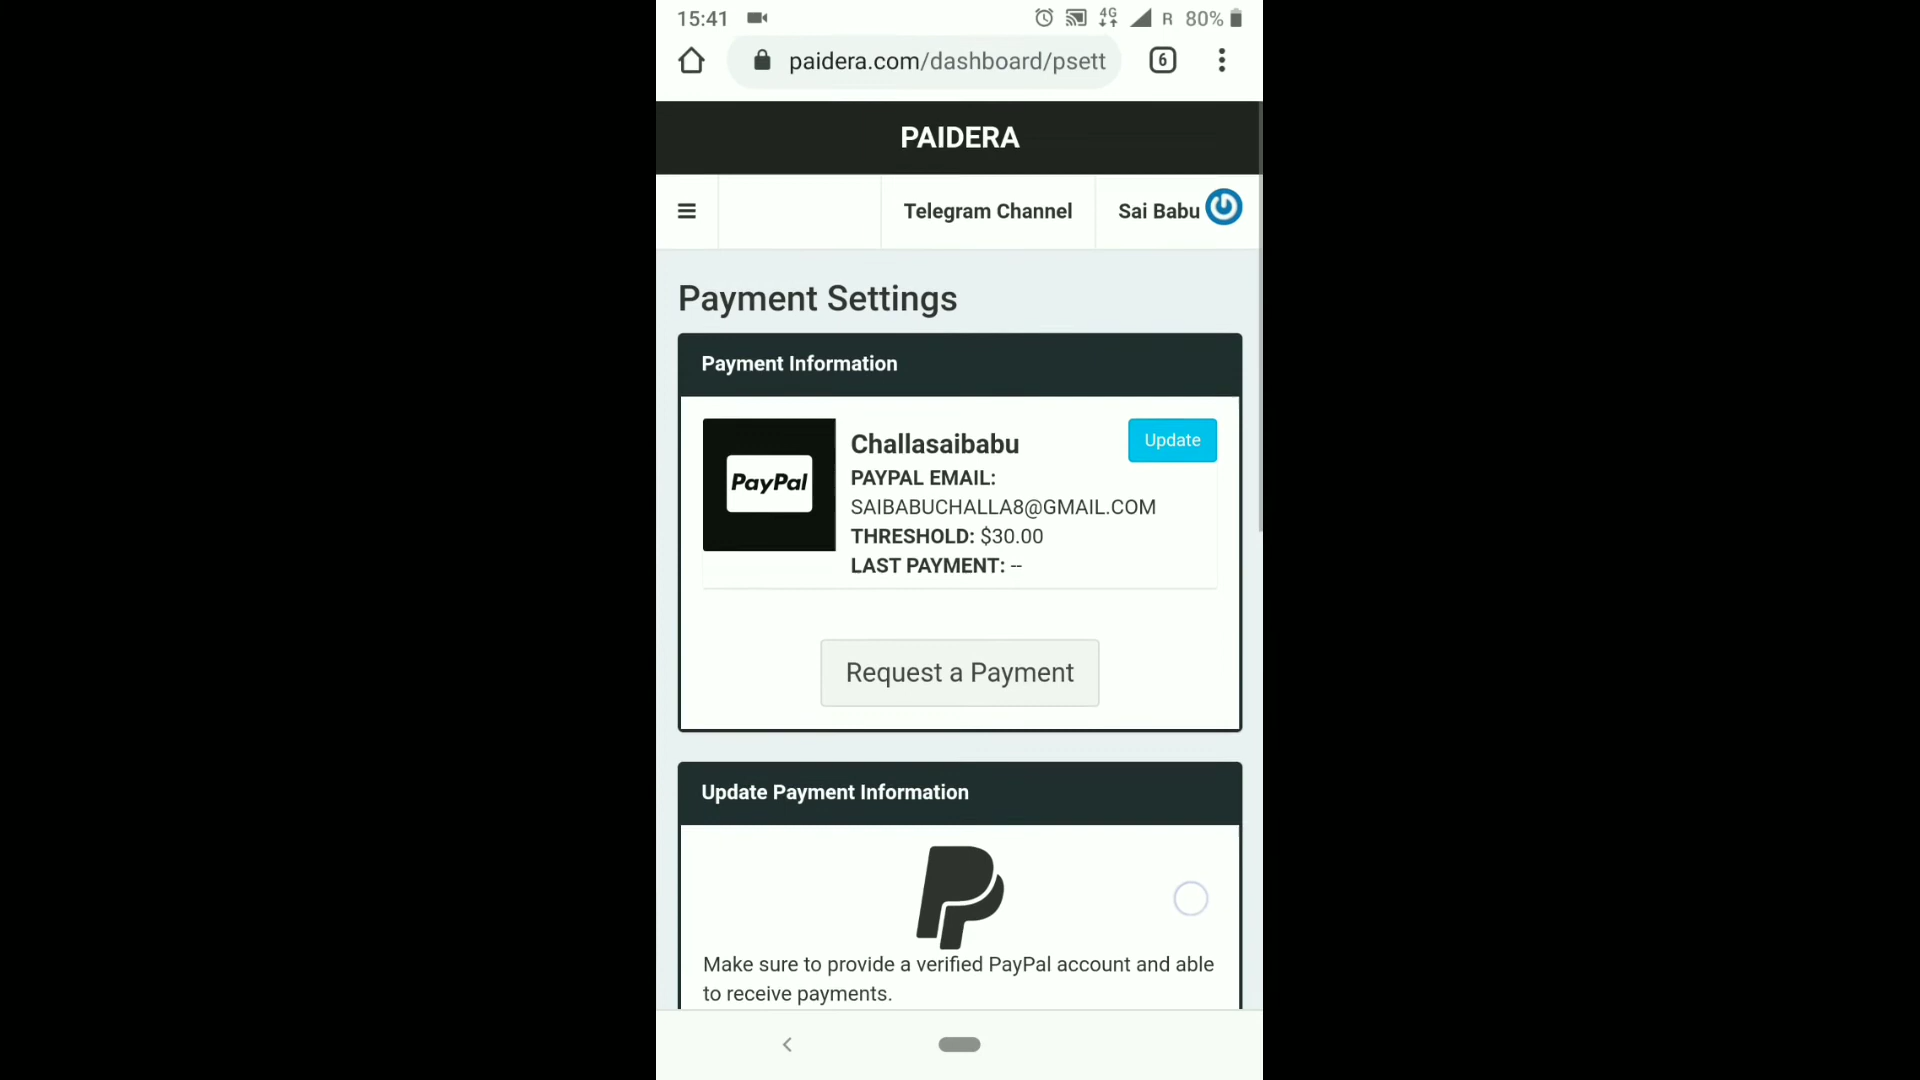 15:41 4G R 80%
paidera.com/dashboard/psett 6
PAIDERA
Telegram Channel Sai Babu
Payment Settings
Payment Information
PayPal
Challasaibabu
Update
PAYPAL EMAIL:
SAIBABUCHALLA8@GMAIL.COM
THRESHOLD: $30.00
LAST PAYMENT: --
Request a Payment
Update Payment Information
Make sure to provide a verified PayPal account and able
to receive payments.